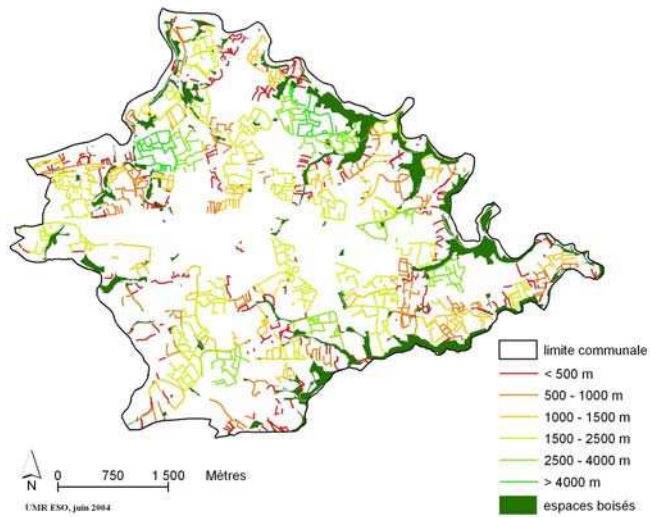 limite communale
< 500 m
500 - 1000 m
1000 - 1500 m
1500 - 2500 m
2500 - 4000 m
> 4000 m
espaces boisés
N
0 750 1 500 Mètres
UMR ESO, juin 2004